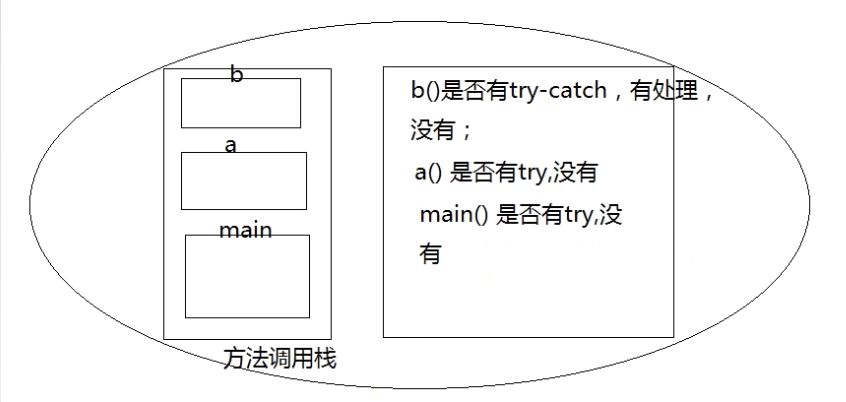 b
a
main
方法调用栈
b()是否有try-catch，有处理，
没有；
a() 是否有try,没有
main() 是否有try,没
有